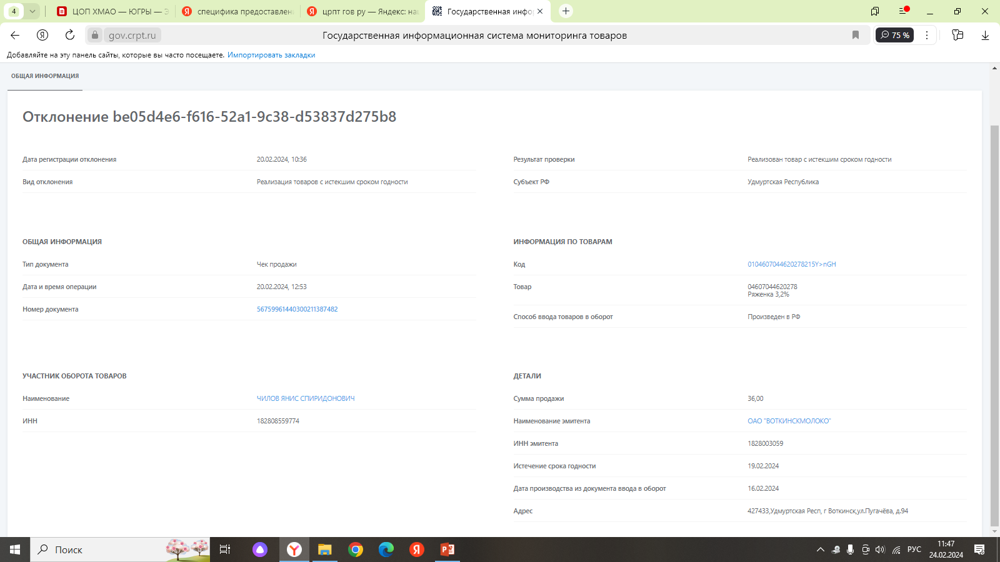 4
ЦОП ХМАО — ЮГРЫ — Э
специфика предоставлен
црпт гов ру — Яндекс: наш
Государственная инфо
gov.crpt.ru
Государственная информационная система мониторинга товаров
75 %
Добавляйте на эту панель сайты, которые вы часто посещаете. Импортировать закладки
ОБЩАЯ ИНФОРМАЦИЯ
Отклонение be05d4e6-f616-52a1-9c38-d53837d275b8
Дата регистрации отклонения 20.02.2024, 10:36
Вид отклонения Реализация товаров с истекшим сроком годности
Результат проверки Реализован товар с истекшим сроком годности
Субъект РФ Удмуртская Республика
ОБЩАЯ ИНФОРМАЦИЯ
Тип документа Чек продажи
Дата и время операции 20.02.2024, 12:53
Номер документа 56759961440300211387482
ИНФОРМАЦИЯ ПО ТОВАРАМ
Код 0104607044620278215Y>nGH
Товар 04607044620278
Ряженка 3,2%
Способ ввода товаров в оборот Произведен в РФ
УЧАСТНИК ОБОРОТА ТОВАРОВ
Наименование ЧИЛОВ ЯНИС СПИРИДОНОВИЧ
ИНН 182808559774
ДЕТАЛИ
Сумма продажи 36,00
Наименование эмитента ОАО "ВОТКИНСКМОЛОКО"
ИНН эмитента 1828003059
Истечение срока годности 19.02.2024
Дата производства из документа ввода в оборот 16.02.2024
Адрес 427433,Удмуртская Респ, г Воткинск,ул.Пугачёва, д.94
Поиск
РУС
11:47
24.02.2024